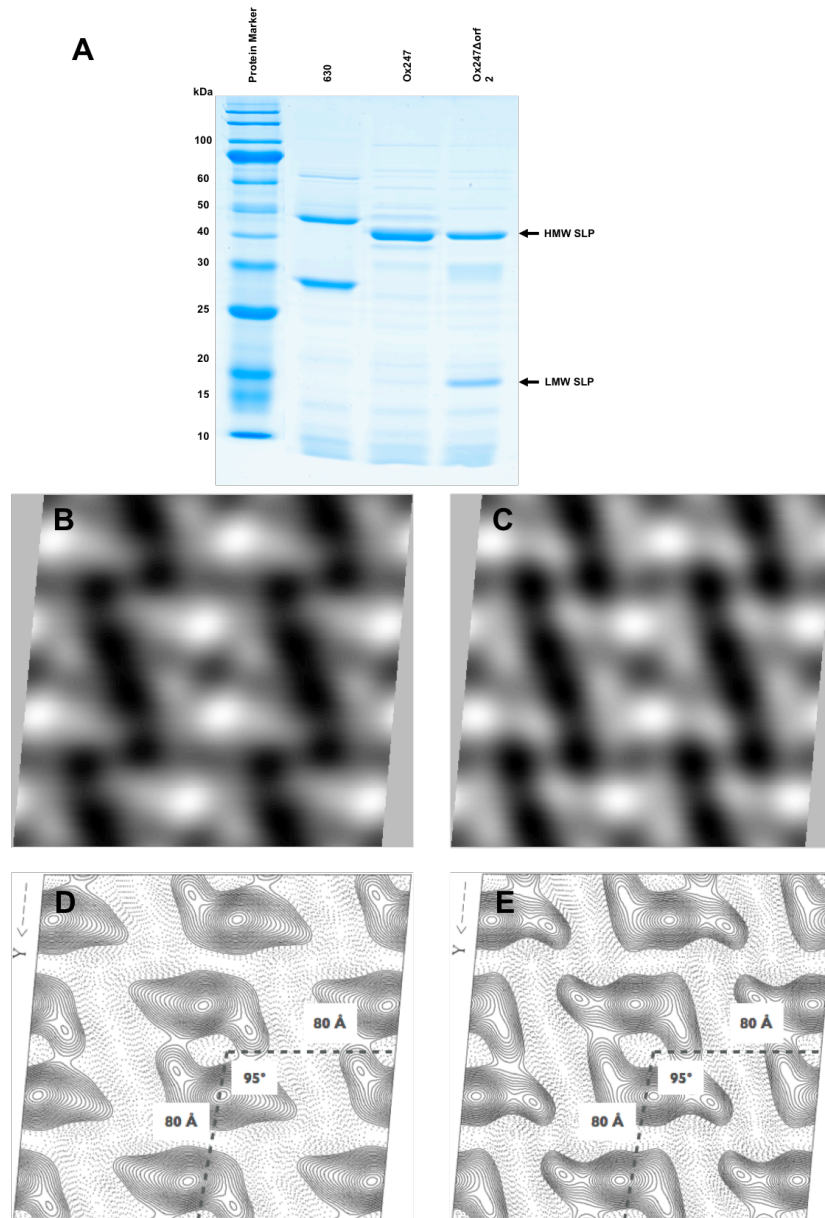 A
Protein Marker
630
Ox247
Ox247Δorf
2
kDa
100
60
50
40
30
25
20
15
10
HMW SLP
LMW SLP
B
C
D
E
Y
80 Å
95°
80 Å
Y
80 Å
95°
80 Å